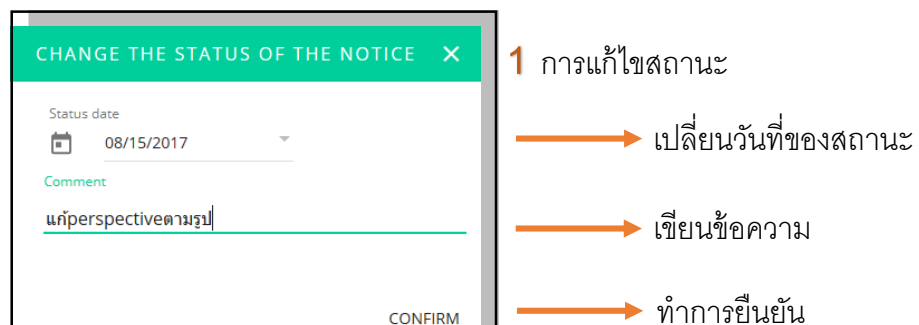 CHANGE THE STATUS OF THE NOTICE
1 การแก้ไขสถานะ
Status date
08/15/2017
เปลี่ยนวันที่ของสถานะ
Comment
แก้perspectiveตามรูป
เขียนข้อความ
CONFIRM
ทำการยืนยัน